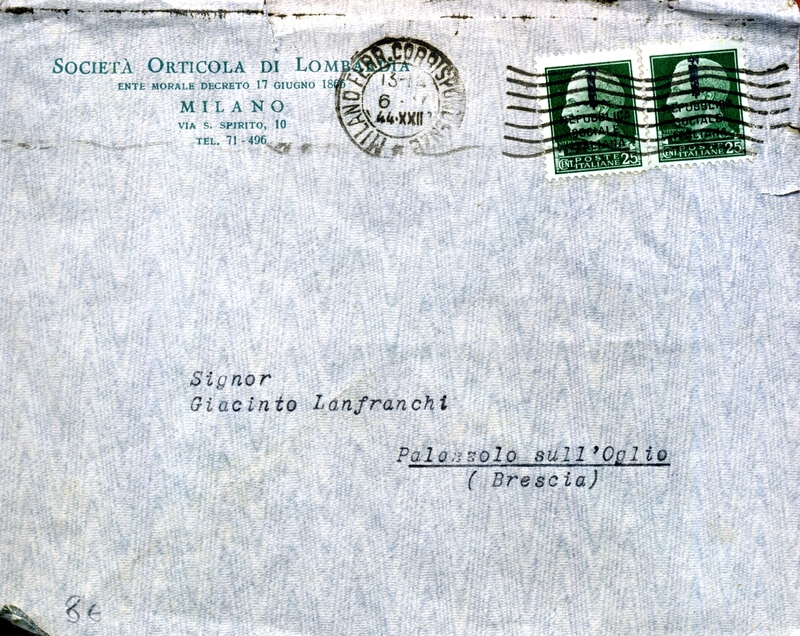 SOCIETÀ ORTICOLA DI LOMBARDIA
ENTE MORALE DECRETO 17 GIUGNO 1865
MILANO
VIA S. SPIRITO, 10
TEL. 71-496
MILANO FERR. CORRISPONDENZE
13-14
6
44.XXII
REPUBBLICA
SOCIALE
ITALIANA
CENT. POSTE 25
ITALIANE
REPUBBLICA
SOCIALE
ITALIANA
CENT. POSTE 25
ITALIANE
Signor
Giacinto Lanfranchi
Palazzolo sull'Oglio
( Brescia)
8€